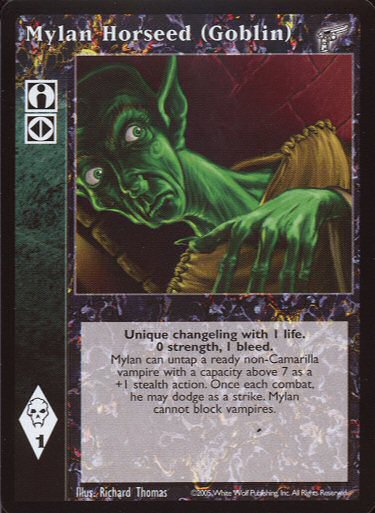 Mylan Horseed (Goblin)
Unique changeling with 1 life.
0 strength, 1 bleed.
Mylan can untap a ready non-Camarilla
vampire with a capacity above 7 as a
+1 stealth action. Once each combat,
he may dodge as a strike. Mylan
cannot block vampires.
1
Illus. Richard Thomas
©2005, White Wolf Publishing, Inc. All Rights Reserved.